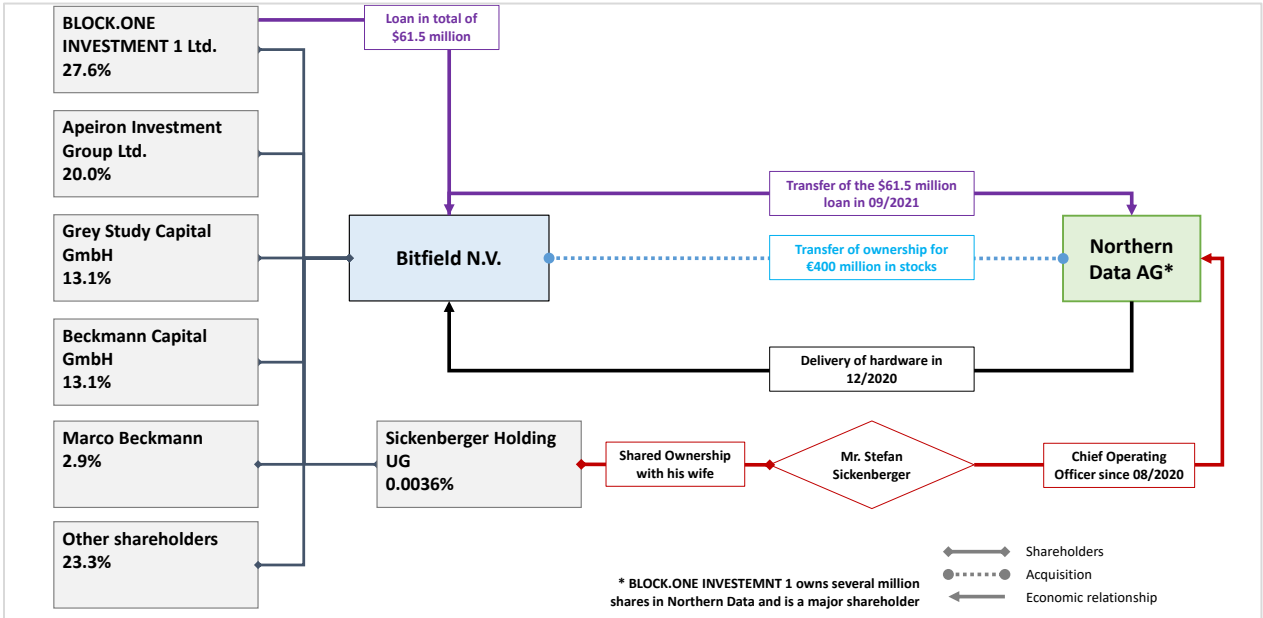 BLOCK.ONE
INVESTMENT 1 Ltd.
27.6%
Loan in total of
$61.5 million
Apeiron Investment
Group Ltd.
20.0%
Transfer of the $61.5 million
loan in 09/2021
Grey Study Capital
GmbH
13.1%
Bitfield N.V.
Transfer of ownership for
€400 million in stocks
Northern
Data AG*
Beckmann Capital
GmbH
13.1%
Delivery of hardware in
12/2020
Marco Beckmann
2.9%
Sickenberger Holding
UG
0.0036%
Shared Ownership
with his wife
Mr. Stefan
Sickenberger
Chief Operating
Officer since 08/2020
Other shareholders
23.3%
* BLOCK.ONE INVESTEMNT 1 owns several million
shares in Northern Data and is a major shareholder
Shareholders
Acquisition
Economic relationship